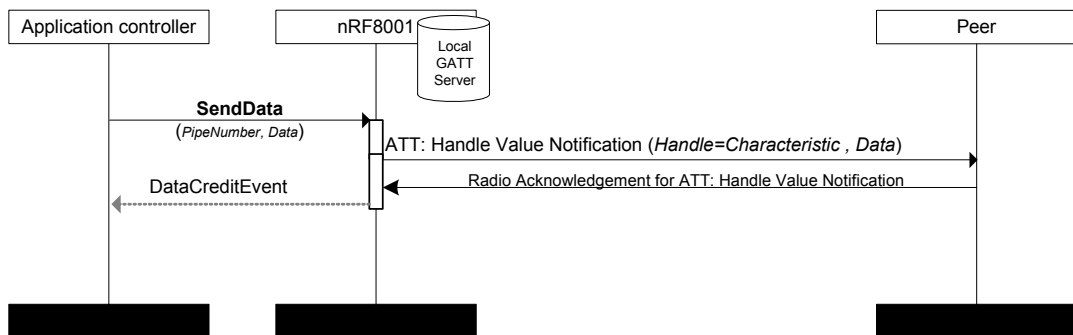 Application controller
nRF8001
Peer
Local
GATT
Server
SendData
(PipeNumber, Data)
ATT: Handle Value Notification (Handle=Characteristic , Data)
Radio Acknowledgement for ATT: Handle Value Notification
DataCreditEvent